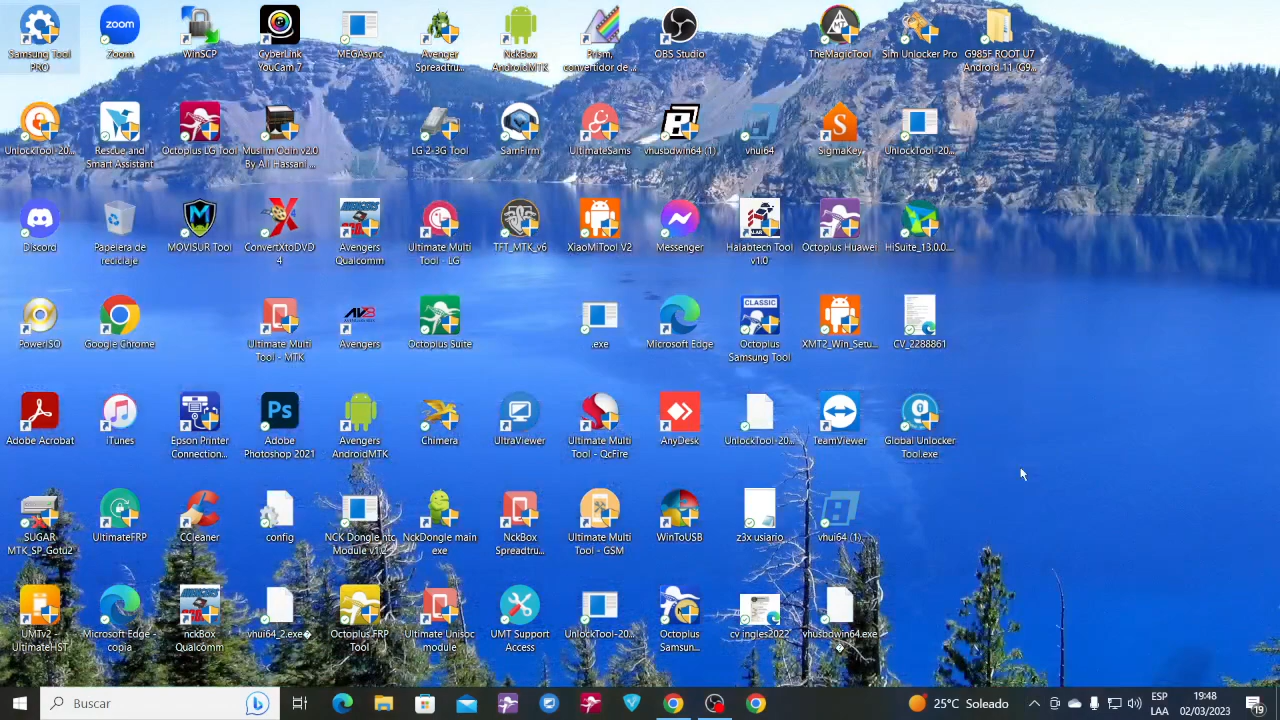 Samsung Tool
PRO
Zoom
WinSCP
CyberLink
YouCam 7
MEGAsync
Avenger
Spreadtru...
NckBox
AndroidMTK
Prism,
convertidor de ...
OBS Studio
TheMagicTool
Sim Unlocker Pro
G985F ROOT U7
Android 11 (G9...
UnlockTool-20...
Rescue and
Smart Assistant
Octoplus LG Tool
Muslim Odin v2.0
By Ali Hassani ...
LG 2-3G Tool
SamFirm
UltimateSams
vhusbdwin64 (1)
vhui64
SigmaKey
UnlockTool-20...
Discord
Papelera de
reciclaje
MOVISUR Tool
ConvertXtoDVD
4
Avengers
Qualcomm
Ultimate Multi
Tool - LG
TFT_MTK_v6
XiaoMiTool V2
Messenger
Halabtech Tool
v1.0
Octoplus Huawei
HiSuite_13.0.0....
PowerISO
Google Chrome
Ultimate Multi
Tool - MTK
Avengers
Octoplus Suite
.exe
Microsoft Edge
CLASSIC
Octoplus
Samsung Tool
XMT2_Win_Setu...
CV_2288861
Adobe Acrobat
iTunes
Epson Printer
Connection...
Ps
Adobe
Photoshop 2021
Avengers
AndroidMTK
Chimera
UltraViewer
Ultimate Multi
Tool - QcFire
AnyDesk
UnlockTool-20...
TeamViewer
Global Unlocker
Tool.exe
SUGAR
MTK_SP_Gotu2
UltimateFRP
CCleaner
config
NCK Dongle ntc
Module v1.2
NckDongle main
exe
NckBox
Spreadtru...
Ultimate Multi
Tool - GSM
WinToUSB
z3x usiario
vhui64 (1)
UMTv2 -
UltimateHST
Microsoft Edge -
copia
nckBox
Qualcomm
vhui64_2.exe�
Octoplus FRP
Tool
Ultimate Unisoc
module
UMT Support
Access
UnlockTool-20...
Octoplus
Samsun...
cv ingles2022
vhusbdwin64.exe
�
Buscar
25°C Soleado
ESP
LAA
19:48
02/03/2023
19